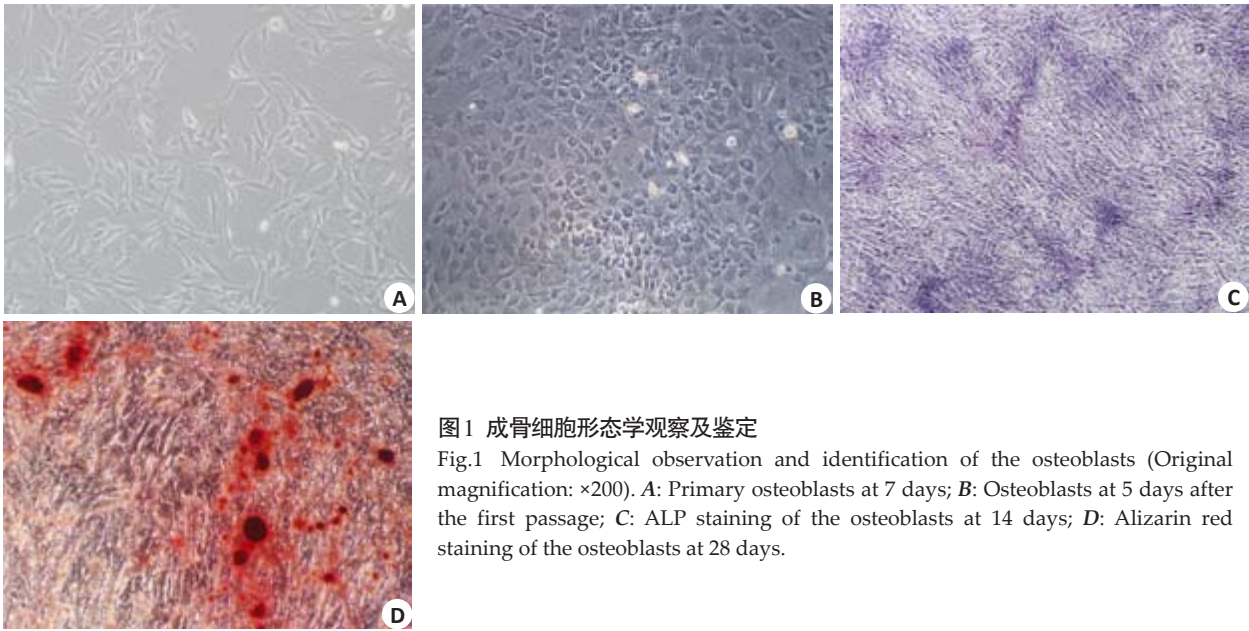 A
B
C
D
图1 成骨细胞形态学观察及鉴定
Fig.1 Morphological observation and identification of the osteoblasts (Original
magnification: ×200). A: Primary osteoblasts at 7 days; B: Osteoblasts at 5 days after
the first passage; C: ALP staining of the osteoblasts at 14 days; D: Alizarin red
staining of the osteoblasts at 28 days.